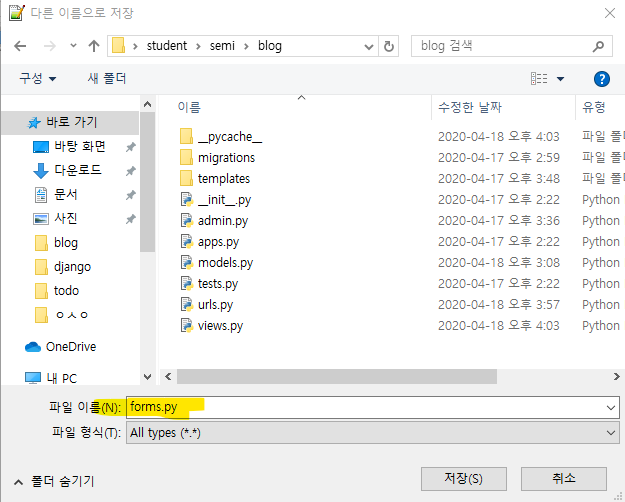 다른 이름으로 저장
student > semi > blog
blog 검색
구성
새 폴더
이름 수정한 날짜 유형
바로 가기
바탕 화면
다운로드
문서
사진
blog
django
todo
ㅇㅅㅇ
OneDrive
내 PC
__pycache__ 2020-04-18 오후 4:03 파일 폴
migrations 2020-04-17 오후 2:59 파일 폴
templates 2020-04-17 오후 3:48 파일 폴
__init__.py 2020-04-17 오후 2:22 Python
admin.py 2020-04-17 오후 3:36 Python
apps.py 2020-04-17 오후 2:22 Python
models.py 2020-04-18 오후 3:08 Python
tests.py 2020-04-17 오후 2:22 Python
urls.py 2020-04-18 오후 3:57 Python
views.py 2020-04-18 오후 4:03 Python
파일 이름(N): forms.py
파일 형식(T): All types (*.*)
폴더 숨기기
저장(S)
취소